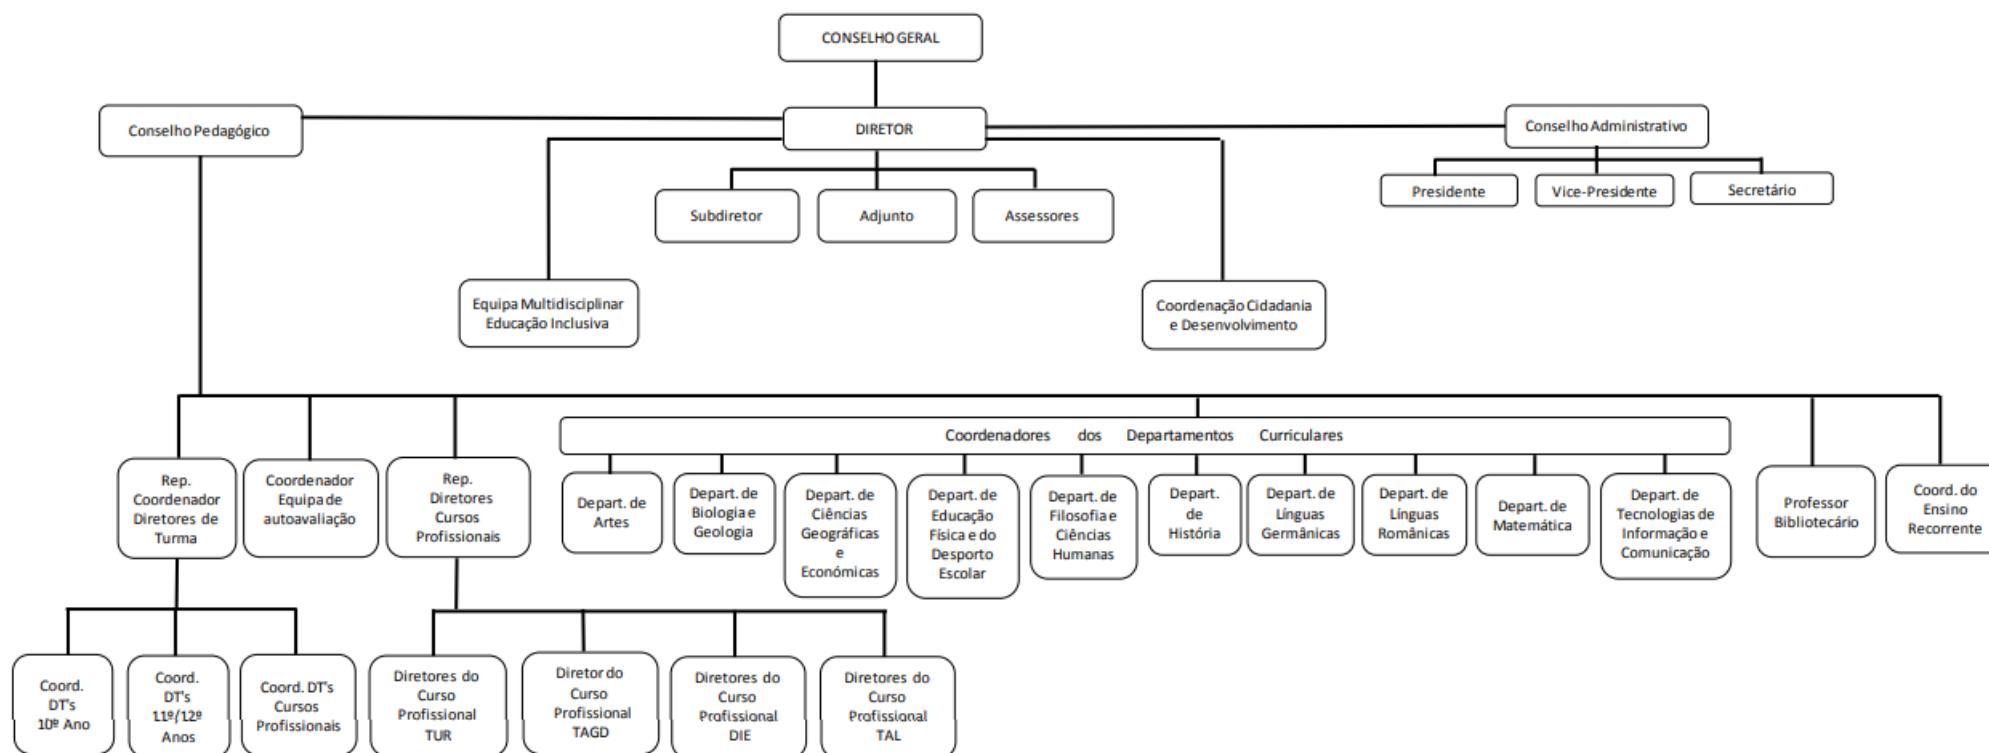 CONSELHO GERAL
Conselho Pedagógico
DIRETOR
Conselho Administrativo
Presidente
Vice-Presidente
Secretário
Subdiretor
Adjunto
Assessores
Equipa Multidisciplinar
Educação Inclusiva
Coordenação Cidadania
e Desenvolvimento
Coordenadores dos Departamentos Curriculares
Rep.
Coordenador
Diretores de
Turma
Coordenador
Equipa de
autoavaliação
Rep.
Diretores
Cursos
Profissionais
Depart. de
Artes
Depart. de
Biologia e
Geologia
Depart. de
Ciências
Geográficas
e
Económicas
Depart. de
Educação
Física e do
Desporto
Escolar
Depart. de
Filosofia e
Ciências
Humanas
Depart.
de
História
Depart. de
Línguas
Germânicas
Depart. de
Línguas
Românicas
Depart. de
Matemática
Depart. de
Tecnologias de
Informação e
Comunicação
Professor
Bibliotecário
Coord. do
Ensino
Recorrente
Coord.
DT's
10º Ano
Coord.
DT's
11º/12º
Anos
Coord. DT's
Cursos
Profissionais
Diretores do
Curso
Profissional
TUR
Diretor do
Curso
Profissional
TAGD
Diretores do
Curso
Profissional
DIE
Diretores do
Curso
Profissional
TAL